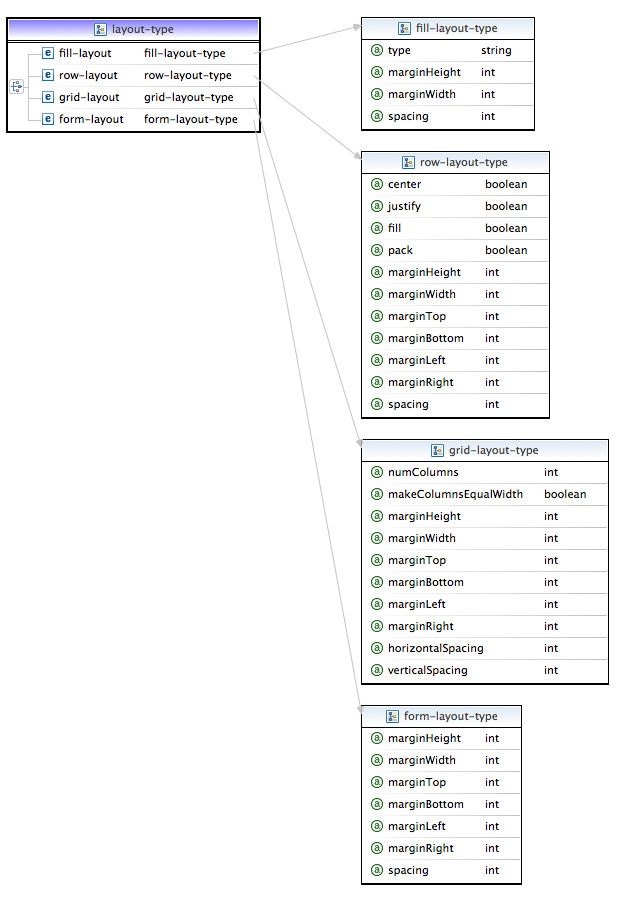 layout-type
e fill-layout fill-layout-type
e row-layout row-layout-type
e grid-layout grid-layout-type
e form-layout form-layout-type
fill-layout-type
a type string
a marginHeight int
a marginWidth int
a spacing int
row-layout-type
a center boolean
a justify boolean
a fill boolean
a pack boolean
a marginHeight int
a marginWidth int
a marginTop int
a marginBottom int
a marginLeft int
a marginRight int
a spacing int
grid-layout-type
a numColumns int
a makeColumnsEqualWidth boolean
a marginHeight int
a marginWidth int
a marginTop int
a marginBottom int
a marginLeft int
a marginRight int
a horizontalSpacing int
a verticalSpacing int
form-layout-type
a marginHeight int
a marginWidth int
a marginTop int
a marginBottom int
a marginLeft int
a marginRight int
a spacing int